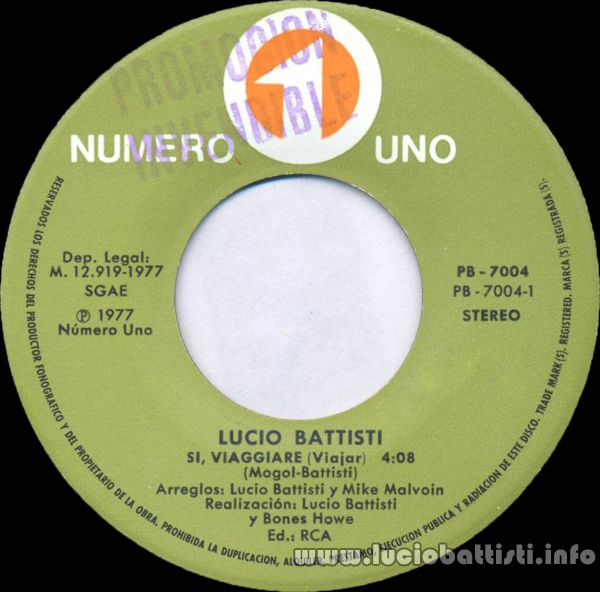 PROMOCION
INVENDIBLE
NUMERO UNO
Dep. Legal:
M. 12.919-1977
SGAE
Ⓟ 1977
Número Uno
PB - 7004
PB - 7004-1
STEREO
LUCIO BATTISTI
SI, VIAGGIARE (Viajar) 4:08
(Mogol-Battisti)
Arreglos: Lucio Battisti y Mike Malvoin
Realización: Lucio Battisti
y Bones Howe
Ed.: RCA
RESERVADOS LOS DERECHOS DEL PRODUCTOR FONOGRAFICO Y DEL PROPIETARIO DE LA OBRA. PROHIBIDA LA DUPLICACION, ALQUILER, PRESTAMO, EJECUCION PUBLICA Y RADIACION DE ESTE DISCO. TRADE MARK (S). REGISTERED. MARCA (S) REGISTRADA (S).
www.luciobattisti.info